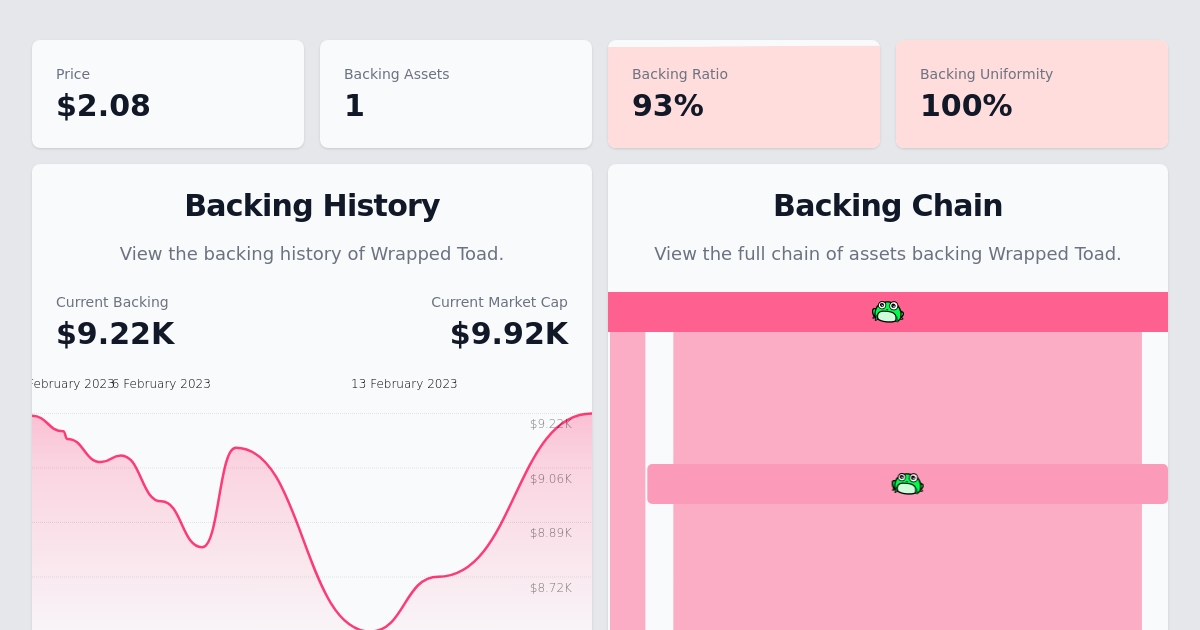 Price
$2.08
Backing Assets
1
Backing Ratio
93%
Backing Uniformity
100%
Backing History
View the backing history of Wrapped Toad.
Current Backing
$9.22K
Current Market Cap
$9.92K
February 2023
6 February 2023
13 February 2023
$9.22K
$9.06K
$8.89K
$8.72K
Backing Chain
View the full chain of assets backing Wrapped Toad.